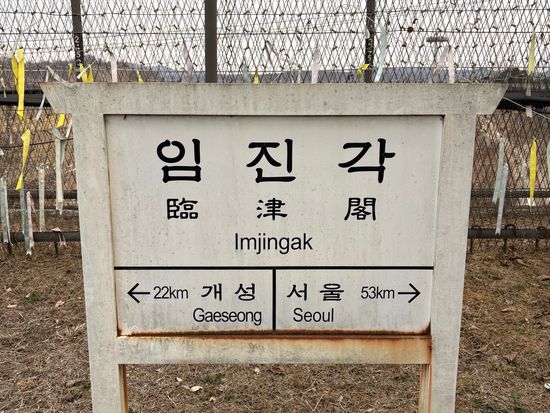 임진각
臨津閣
Imjingak
← 22km 개성 서울 53km →
Gaeseong Seoul